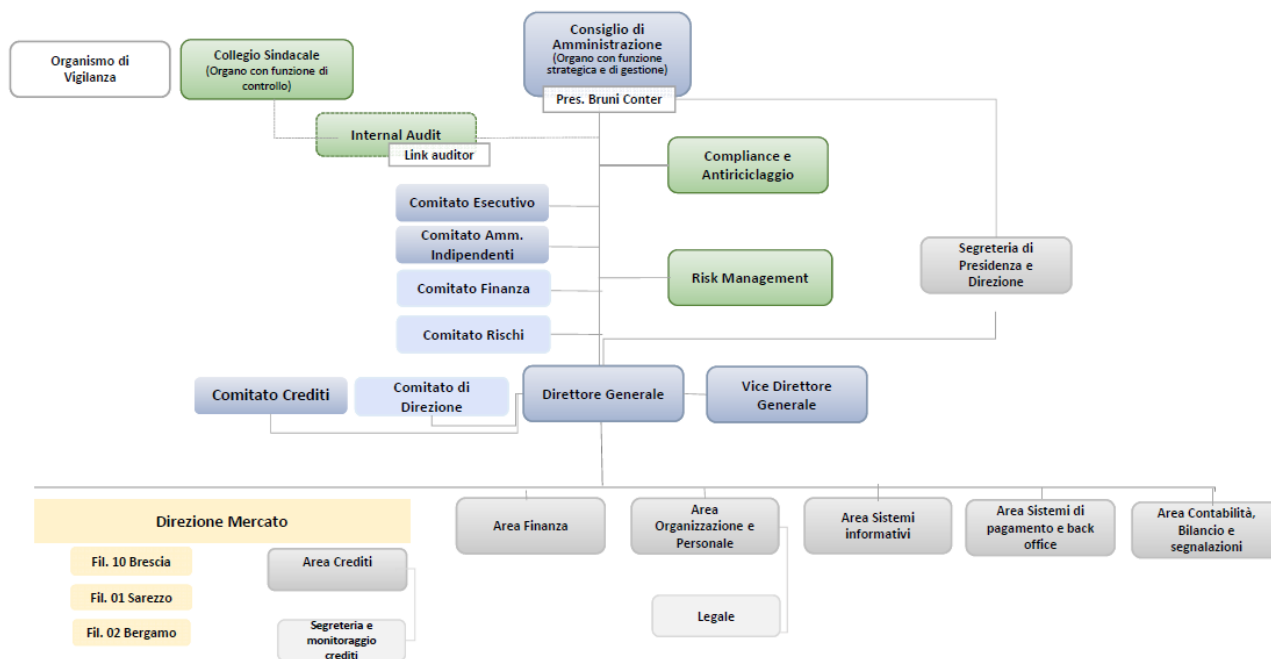 Consiglio di
Amministrazione
(Organo con funzione
strategica e di gestione)
Pres. Bruni Conter
Organismo di
Vigilanza
Collegio Sindacale
(Organo con funzione di
controllo)
Internal Audit
Link auditor
Compliance e
Antiriciclaggio
Comitato Esecutivo
Comitato Amm.
Indipendenti
Comitato Finanza
Comitato Rischi
Risk Management
Segreteria di
Presidenza e
Direzione
Comitato Crediti
Comitato di
Direzione
Direttore Generale
Vice Direttore
Generale
Direzione Mercato
Fil. 10 Brescia
Fil. 01 Sarezzo
Fil. 02 Bergamo
Area Crediti
Segreteria e
monitoraggio
crediti
Area Finanza
Area
Organizzazione e
Personale
Legale
Area Sistemi
informativi
Area Sistemi di
pagamento e back
office
Area Contabilità,
Bilancio e
segnalazioni